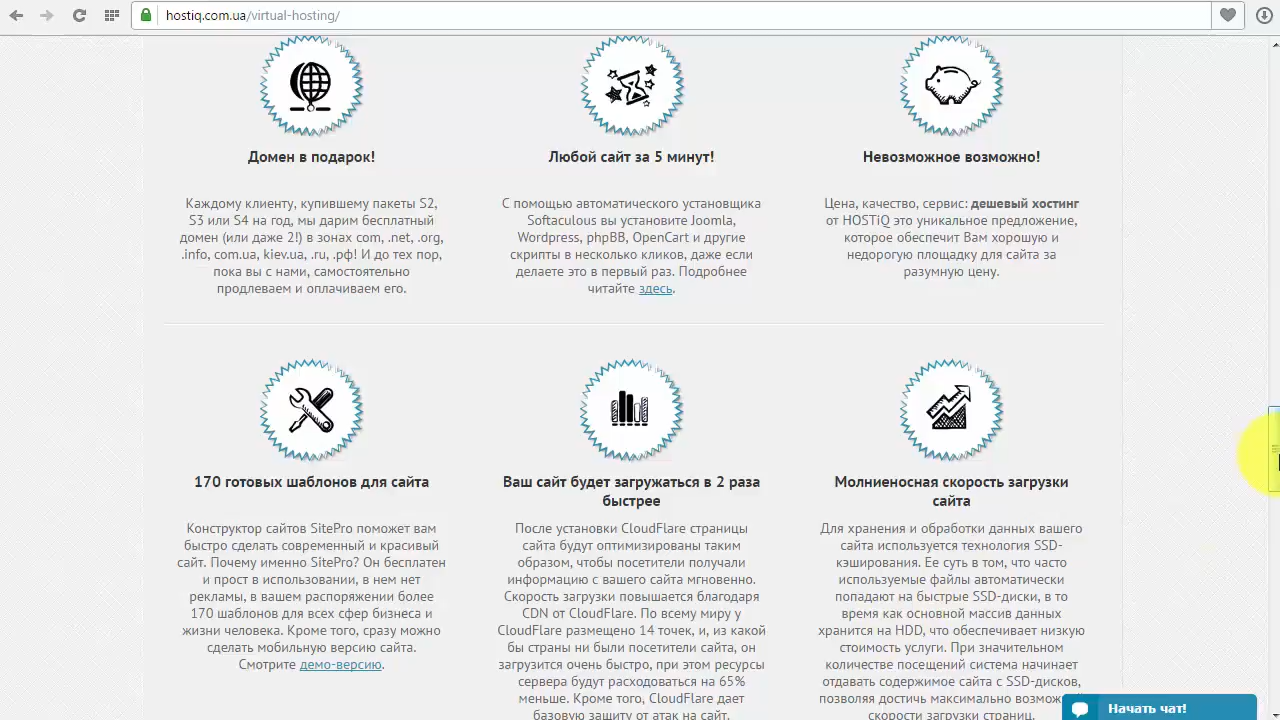 hostiq.com.ua/virtual-hosting/
Домен в подарок!
Каждому клиенту, купившему пакеты S2,
S3 или S4 на год, мы дарим бесплатный
домен (или даже 2!) в зонах com, .net, .org,
.info, com.ua, kiev.ua, .ru, .рф! И до тех пор,
пока вы с нами, самостоятельно
продлеваем и оплачиваем его.
Любой сайт за 5 минут!
С помощью автоматического установщика
Softaculous вы установите Joomla,
Wordpress, phpBB, OpenCart и другие
скрипты в несколько кликов, даже если
делаете это в первый раз. Подробнее
читайте здесь.
Невозможное возможно!
Цена, качество, сервис: дешевый хостинг
от HOSTiQ это уникальное предложение,
которое обеспечит Вам хорошую и
недорогую площадку для сайта за
разумную цену.
170 готовых шаблонов для сайта
Конструктор сайтов SitePro поможет вам
быстро сделать современный и красивый
сайт. Почему именно SitePro? Он бесплатен
и прост в использовании, в нем нет
рекламы, в вашем распоряжении более
170 шаблонов для всех сфер бизнеса и
жизни человека. Кроме того, сразу можно
сделать мобильную версию сайта.
Смотрите демо-версию.
Ваш сайт будет загружаться в 2 раза
быстрее
После установки CloudFlare страницы
сайта будут оптимизированы таким
образом, чтобы посетители получали
информацию с вашего сайта мгновенно.
Скорость загрузки повышается благодаря
CDN от CloudFlare. По всему миру у
CloudFlare размещено 14 точек, и, из какой
бы страны ни были посетители сайта, он
загрузится очень быстро, при этом ресурсы
сервера будут расходоваться на 65%
меньше. Кроме того, CloudFlare дает
базовую защиту от атак на сайт.
Молниеносная скорость загрузки
сайта
Для хранения и обработки данных вашего
сайта используется технология SSD-
кэширования. Ее суть в том, что часто
используемые файлы автоматически
попадают на быстрые SSD-диски, в то
время как основной массив данных
хранится на HDD, что обеспечивает низкую
стоимость услуги. При значительном
количестве посещений система начинает
отдавать содержимое сайта с SSD-дисков,
позволяя достичь максимально
скорости загрузки страниц.
Начать чат!